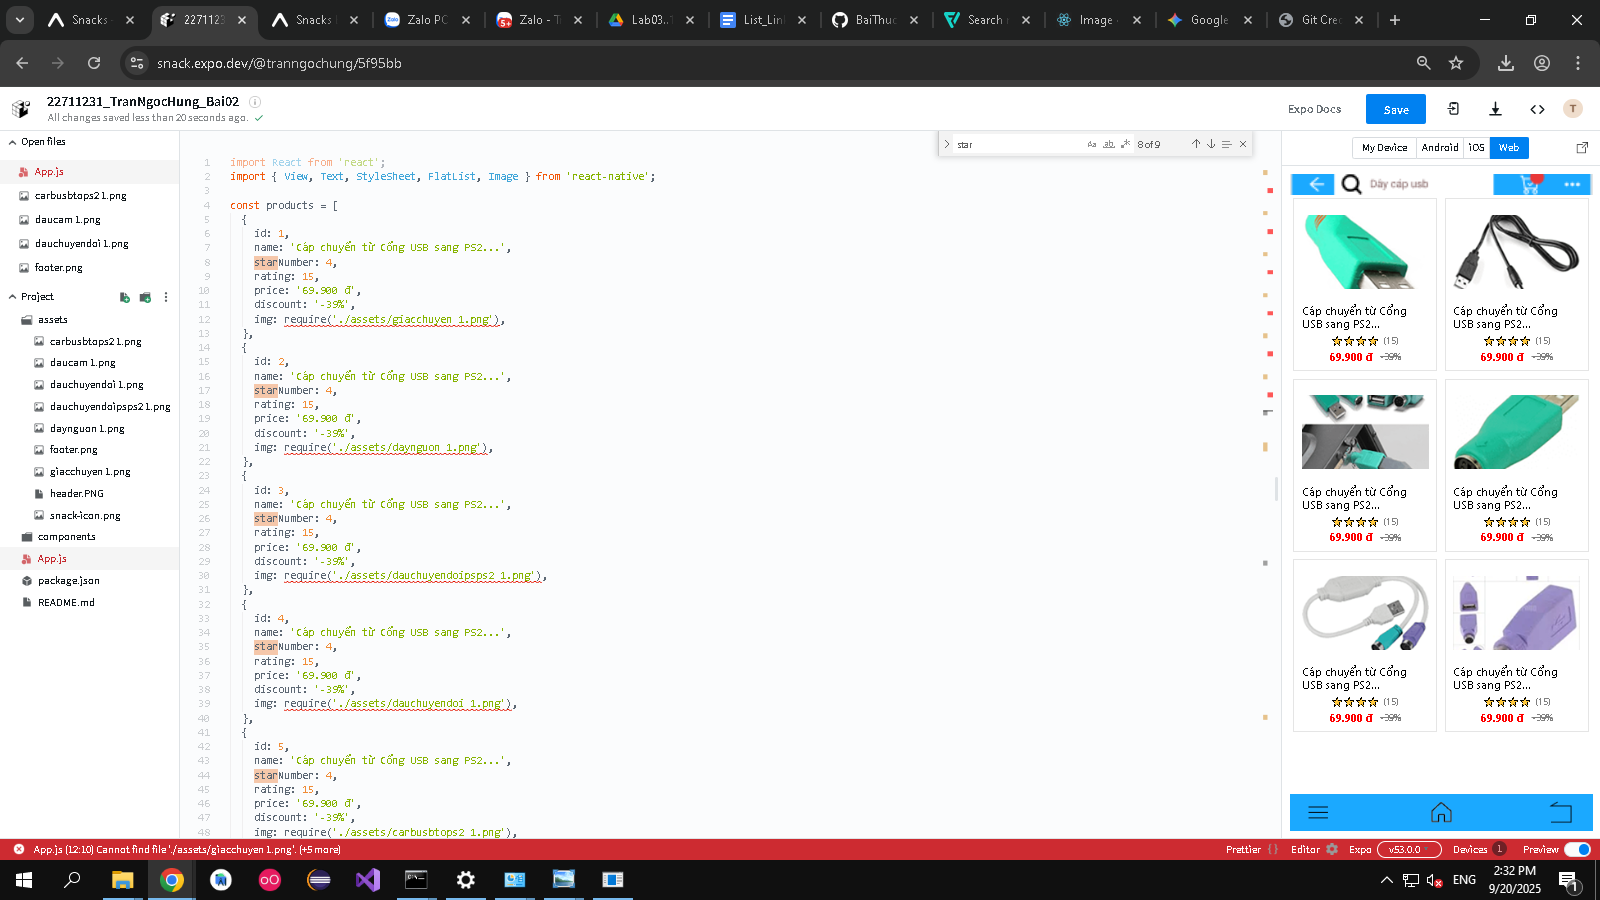 Snacks
22711231
Snacks
Zalo PC
Zalo - T
Lab03..1
List_Lin
BaiThuc
Search
Image
Google
Git Cre
snack.expo.dev/@tranngochung/5f95bb
22711231_TranNgocHung_Bai02
All changes saved less than 20 seconds ago.
Expo Docs
Save
T
Open files
App.js
carbusbtops2 1.png
daucam 1.png
dauchuyendoi 1.png
footer.png
Project
assets
carbusbtops2 1.png
daucam 1.png
dauchuyendoi 1.png
dauchuyendoipsps2 1.png
daynguon 1.png
footer.png
giacchuyen 1.png
header.PNG
snack-icon.png
components
App.js
package.json
README.md
star
Aa
ab
8 of 9
1 import React from 'react';
2 import { View, Text, StyleSheet, FlatList, Image } from 'react-native';
3
4 const products = [
5 {
6 id: 1,
7 name: 'Cáp chuyển từ Cổng USB sang PS2...',
8 starNumber: 4,
9 rating: 15,
10 price: '69.900 đ',
11 discount: '-39%',
12 img: require('./assets/giacchuyen 1.png'),
13 },
14 {
15 id: 2,
16 name: 'Cáp chuyển từ Cổng USB sang PS2...',
17 starNumber: 4,
18 rating: 15,
19 price: '69.900 đ',
20 discount: '-39%',
21 img: require('./assets/daynguon 1.png'),
22 },
23 {
24 id: 3,
25 name: 'Cáp chuyển từ Cổng USB sang PS2...',
26 starNumber: 4,
27 rating: 15,
28 price: '69.900 đ',
29 discount: '-39%',
30 img: require('./assets/dauchuyendoipsps2 1.png'),
31 },
32 {
33 id: 4,
34 name: 'Cáp chuyển từ Cổng USB sang PS2...',
35 starNumber: 4,
36 rating: 15,
37 price: '69.900 đ',
38 discount: '-39%',
39 img: require('./assets/dauchuyendoi 1.png'),
40 },
41 {
42 id: 5,
43 name: 'Cáp chuyển từ Cổng USB sang PS2...',
44 starNumber: 4,
45 rating: 15,
46 price: '69.900 đ',
47 discount: '-39%',
48 img: require('./assets/carbusbtops2 1.png'),
My Device
Android
iOS
Web
Dây cáp usb
Cáp chuyển từ Cổng
USB sang PS2...
(15)
69.900 đ -39%
Cáp chuyển từ Cổng
USB sang PS2...
(15)
69.900 đ -39%
Cáp chuyển từ Cổng
USB sang PS2...
(15)
69.900 đ -39%
Cáp chuyển từ Cổng
USB sang PS2...
(15)
69.900 đ -39%
Cáp chuyển từ Cổng
USB sang PS2...
(15)
69.900 đ -39%
Cáp chuyển từ Cổng
USB sang PS2...
(15)
69.900 đ -39%
App.js (12:10) Cannot find file './assets/giacchuyen 1.png'. (+5 more)
Prettier { }
Editor
Expo
v53.0.0
Devices 1
Preview
ENG
2:32 PM
9/20/2025
1